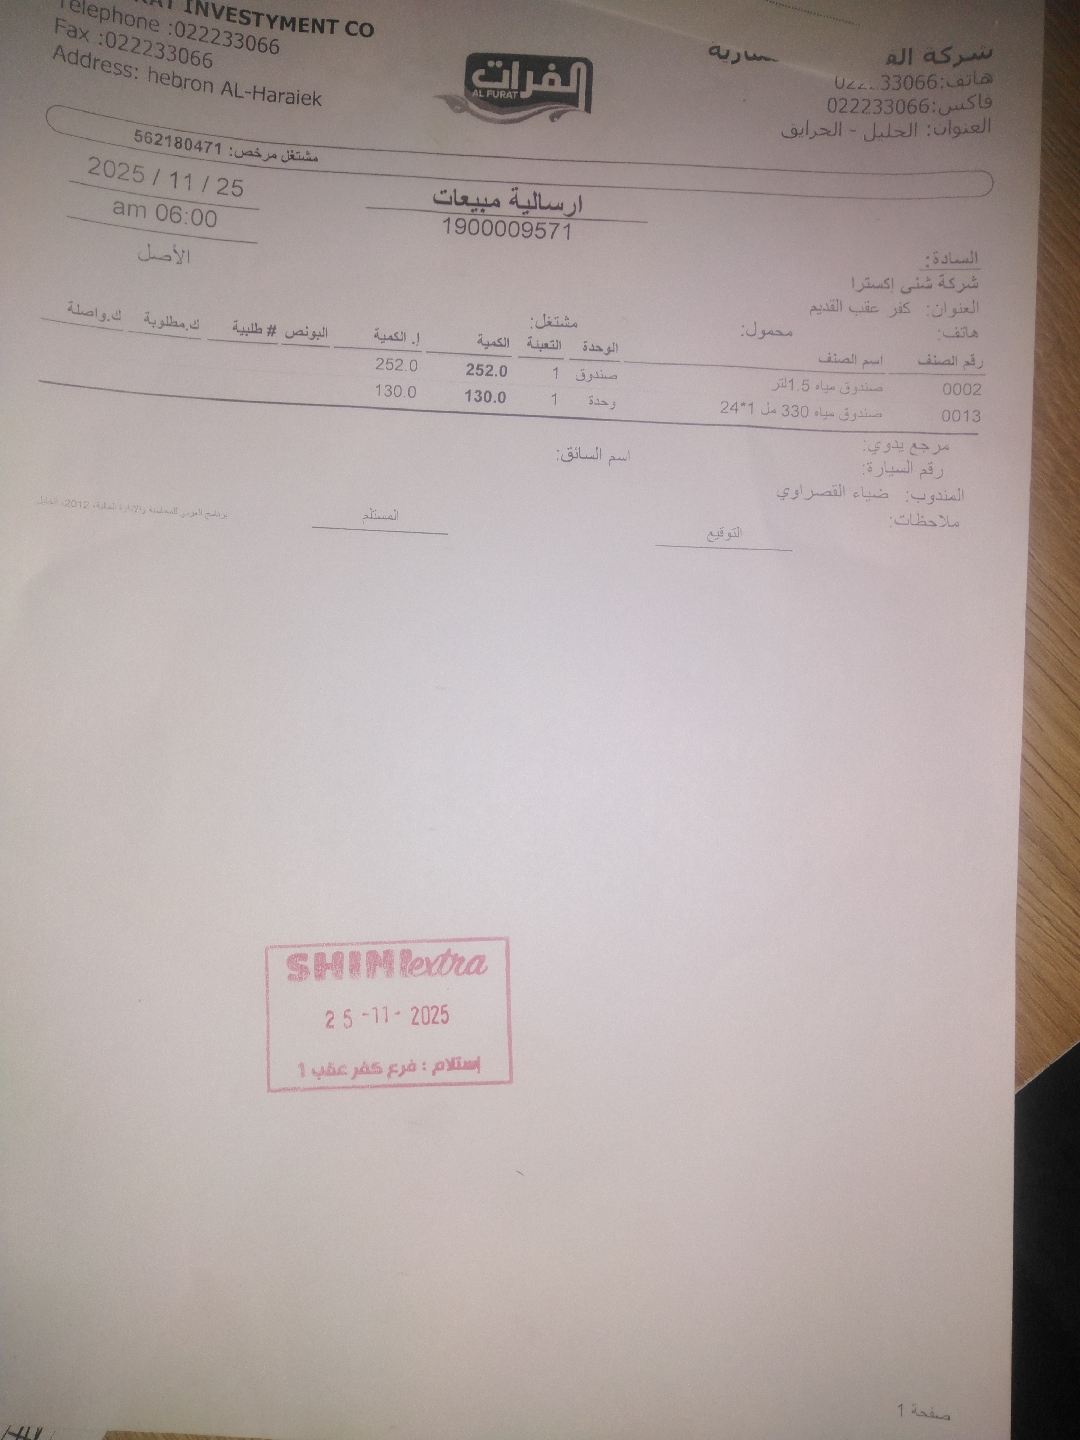 INVESTYMENT CO
Telephone :022233066
Fax :022233066
Address: hebron AL-Haraiek
الفرات
AL FURAT
شركة
هاتف:
فاكس:022233066
العنوان: الخليل - الحرايق
مشتغل مرخص: 562180471
2025 / 11 / 25
am 06:00
الأصل
ارسالية مبيعات
1900009571
السادة:
شركة شني إكسترا
العنوان: كفر عقب القديم
هاتف: محمول: مشتغل:
رقم الصنف اسم الصنف الوحدة التعبئة الكمية إ. الكمية البونص # طلبية ك.مطلوبة ك.واصلة
0002 صندوق مياه 1.5لتر صندوق 1 252.0 252.0
0013 صندوق مياه 330 مل 1*24 وحدة 1 130.0 130.0
مرجع يدوي: اسم السائق:
رقم السيارة:
المندوب: ضياء القصراوي
ملاحظات:
التوقيع
المستلم
SHINI extra
25 -11- 2025
إستلام : فرع كفر عقب 1
صفحة 1